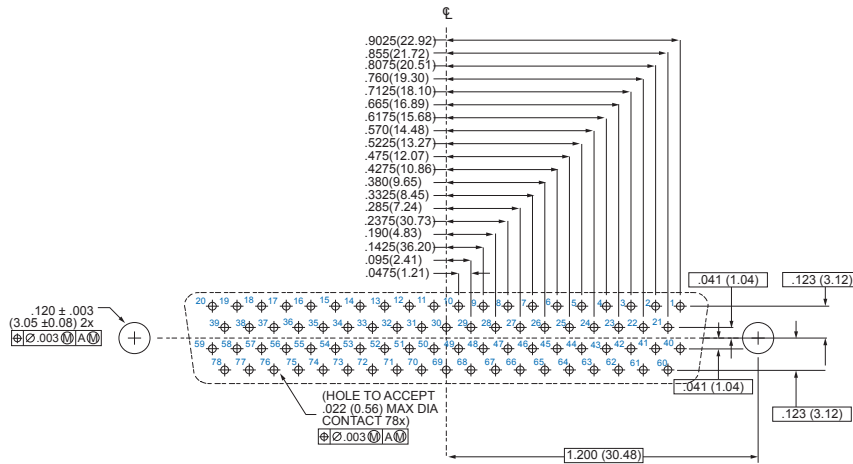 ℄
.9025(22.92)
.855(21.72)
.8075(20.51)
.760(19.30)
.7125(18.10)
.665(16.89)
.6175(15.68)
.570(14.48)
.5225(13.27)
.475(12.07)
.4275(10.86)
.380(9.65)
.3325(8.45)
.285(7.24)
.2375(30.73)
.190(4.83)
.1425(36.20)
.095(2.41)
.0475(1.21)
.041 (1.04)
.123 (3.12)
20 19 18 17 16 15 14 13 12 11 10 9 8 7 6 5 4 3 2 1
39 38 37 36 35 34 33 32 31 30 29 28 27 26 25 24 23 22 21
59 58 57 56 55 54 53 52 51 50 49 48 47 46 45 44 43 42 41 40
78 77 76 75 74 73 72 71 70 69 68 67 66 65 64 63 62 61 60
.120 ± .003
(3.05 ±0.08) 2x
⌖ Ø.003 Ⓜ A Ⓜ
.041 (1.04)
.123 (3.12)
(HOLE TO ACCEPT
.022 (0.56) MAX DIA
CONTACT 78x)
⌖ Ø.003 Ⓜ A Ⓜ
1.200 (30.48)